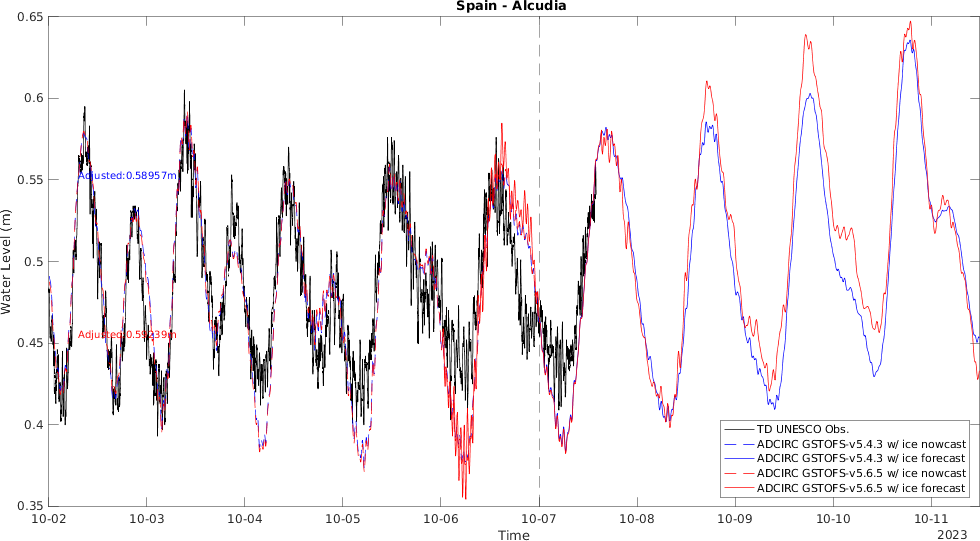 Spain - Alcudia
Water Level (m)
0.65
0.6
0.55
0.5
0.45
0.4
0.35
Adjusted:0.58957m
Adjusted:0.59239m
TD UNESCO Obs.
ADCIRC GSTOFS-v5.4.3 w/ ice nowcast
ADCIRC GSTOFS-v5.4.3 w/ ice forecast
ADCIRC GSTOFS-v5.6.5 w/ ice nowcast
ADCIRC GSTOFS-v5.6.5 w/ ice forecast
10-02 10-03 10-04 10-05 10-06 10-07 10-08 10-09 10-10 10-11
Time
2023